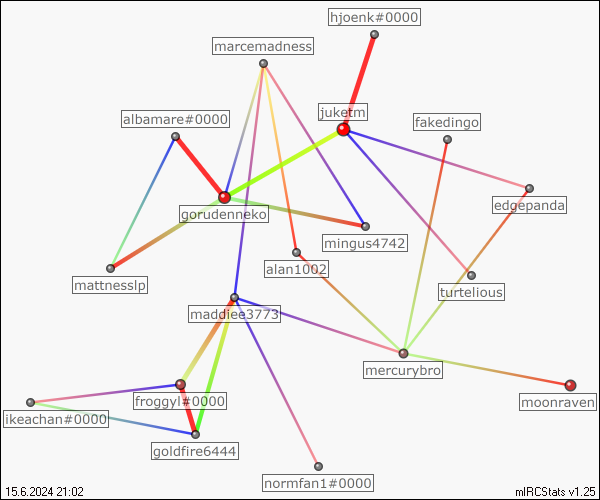 hjoenk#0000
marcemadness
juketm
albamare#0000
fakedingo
edgepanda
gorudenneko
mingus4742
alan1002
mattnesslp
turtelious
maddiee3773
mercurybro
froggyl#0000
moonraven
ikeachan#0000
goldfire6444
normfan1#0000
15.6.2024 21:02
mIRCStats v1.25